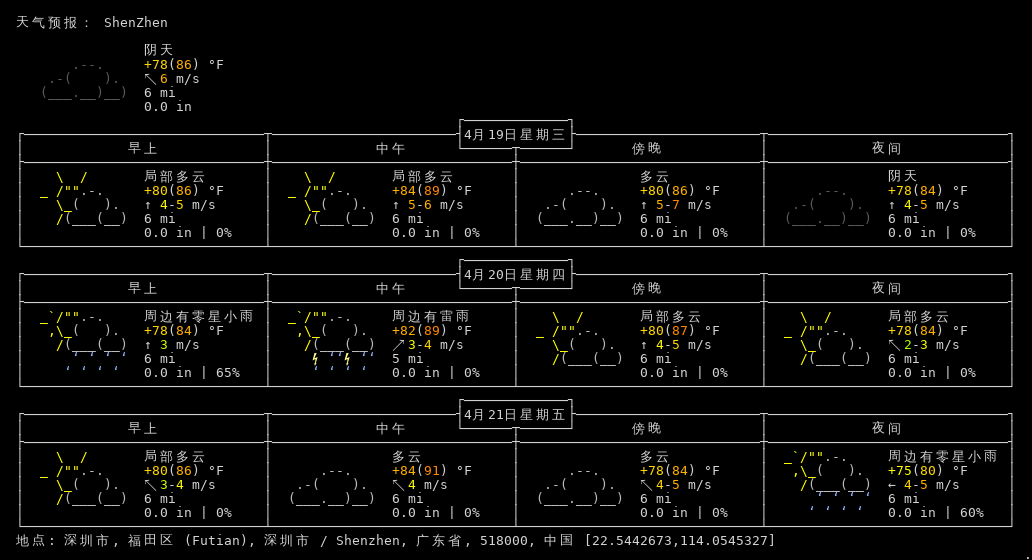 天气预报： ShenZhen
阴天
+78(86) °F
↖ 6 m/s
6 mi
0.0 in
4月19日星期三
早上 中午 傍晚 夜间
局部多云 局部多云 多云 阴天
+80(86) °F +84(89) °F +80(86) °F +78(84) °F
↑ 4-5 m/s ↑ 5-6 m/s ↑ 5-7 m/s ↑ 4-5 m/s
6 mi 6 mi 6 mi 6 mi
0.0 in | 0% 0.0 in | 0% 0.0 in | 0% 0.0 in | 0%
4月20日星期四
早上 中午 傍晚 夜间
周边有零星小雨 周边有雷雨 局部多云 局部多云
+78(84) °F +82(89) °F +80(87) °F +78(84) °F
↑ 3 m/s ↗ 3-4 m/s ↑ 4-5 m/s ↖ 2-3 m/s
6 mi 5 mi 6 mi 6 mi
0.0 in | 65% 0.0 in | 0% 0.0 in | 0% 0.0 in | 0%
4月21日星期五
早上 中午 傍晚 夜间
局部多云 多云 多云 周边有零星小雨
+80(86) °F +84(91) °F +78(84) °F +75(80) °F
↖ 3-4 m/s ↖ 4 m/s ↖ 4-5 m/s ← 4-5 m/s
6 mi 6 mi 6 mi 6 mi
0.0 in | 0% 0.0 in | 0% 0.0 in | 0% 0.0 in | 60%
地点: 深圳市, 福田区 (Futian), 深圳市 / Shenzhen, 广东省, 518000, 中国 [22.5442673,114.0545327]